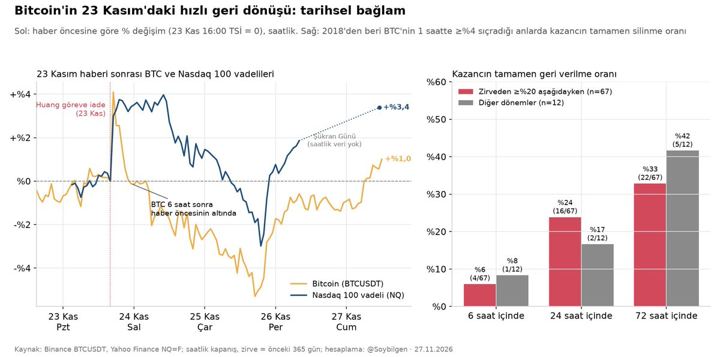 Bitcoin'in 23 Kasım'daki hızlı geri dönüşü: tarihsel bağlam
Sol: haber öncesine göre % değişim (23 Kas 16:00 TSİ = 0), saatlik. Sağ: 2018'den beri BTC'nin 1 saatte ≥%4 sıçradığı anlarda kazancın tamamen silinme oranı
23 Kasım haberi sonrası BTC ve Nasdaq 100 vadelileri
+%4
+%2
%0
-%2
-%4
Huang göreve iade
(23 Kas)
BTC 6 saat sonra
haber öncesinin altında
Şükran Günü
(saatlik veri yok)
+%3,4
+%1,0
Bitcoin (BTCUSDT)
Nasdaq 100 vadeli (NQ)
23 Kas
Pzt
24 Kas
Sal
25 Kas
Çar
26 Kas
Per
27 Kas
Cum
Kazancın tamamen geri verilme oranı
%60
%50
%40
%30
%20
%10
%0
Zirveden ≥%20 aşağıdayken (n=67)
Diğer dönemler (n=12)
%6
(4/67)
%8
(1/12)
%24
(16/67)
%17
(2/12)
%33
(22/67)
%42
(5/12)
6 saat içinde
24 saat içinde
72 saat içinde
Kaynak: Binance BTCUSDT, Yahoo Finance NQ=F; saatlik kapanış, zirve = önceki 365 gün; hesaplama: @Soybilgen · 27.11.2026